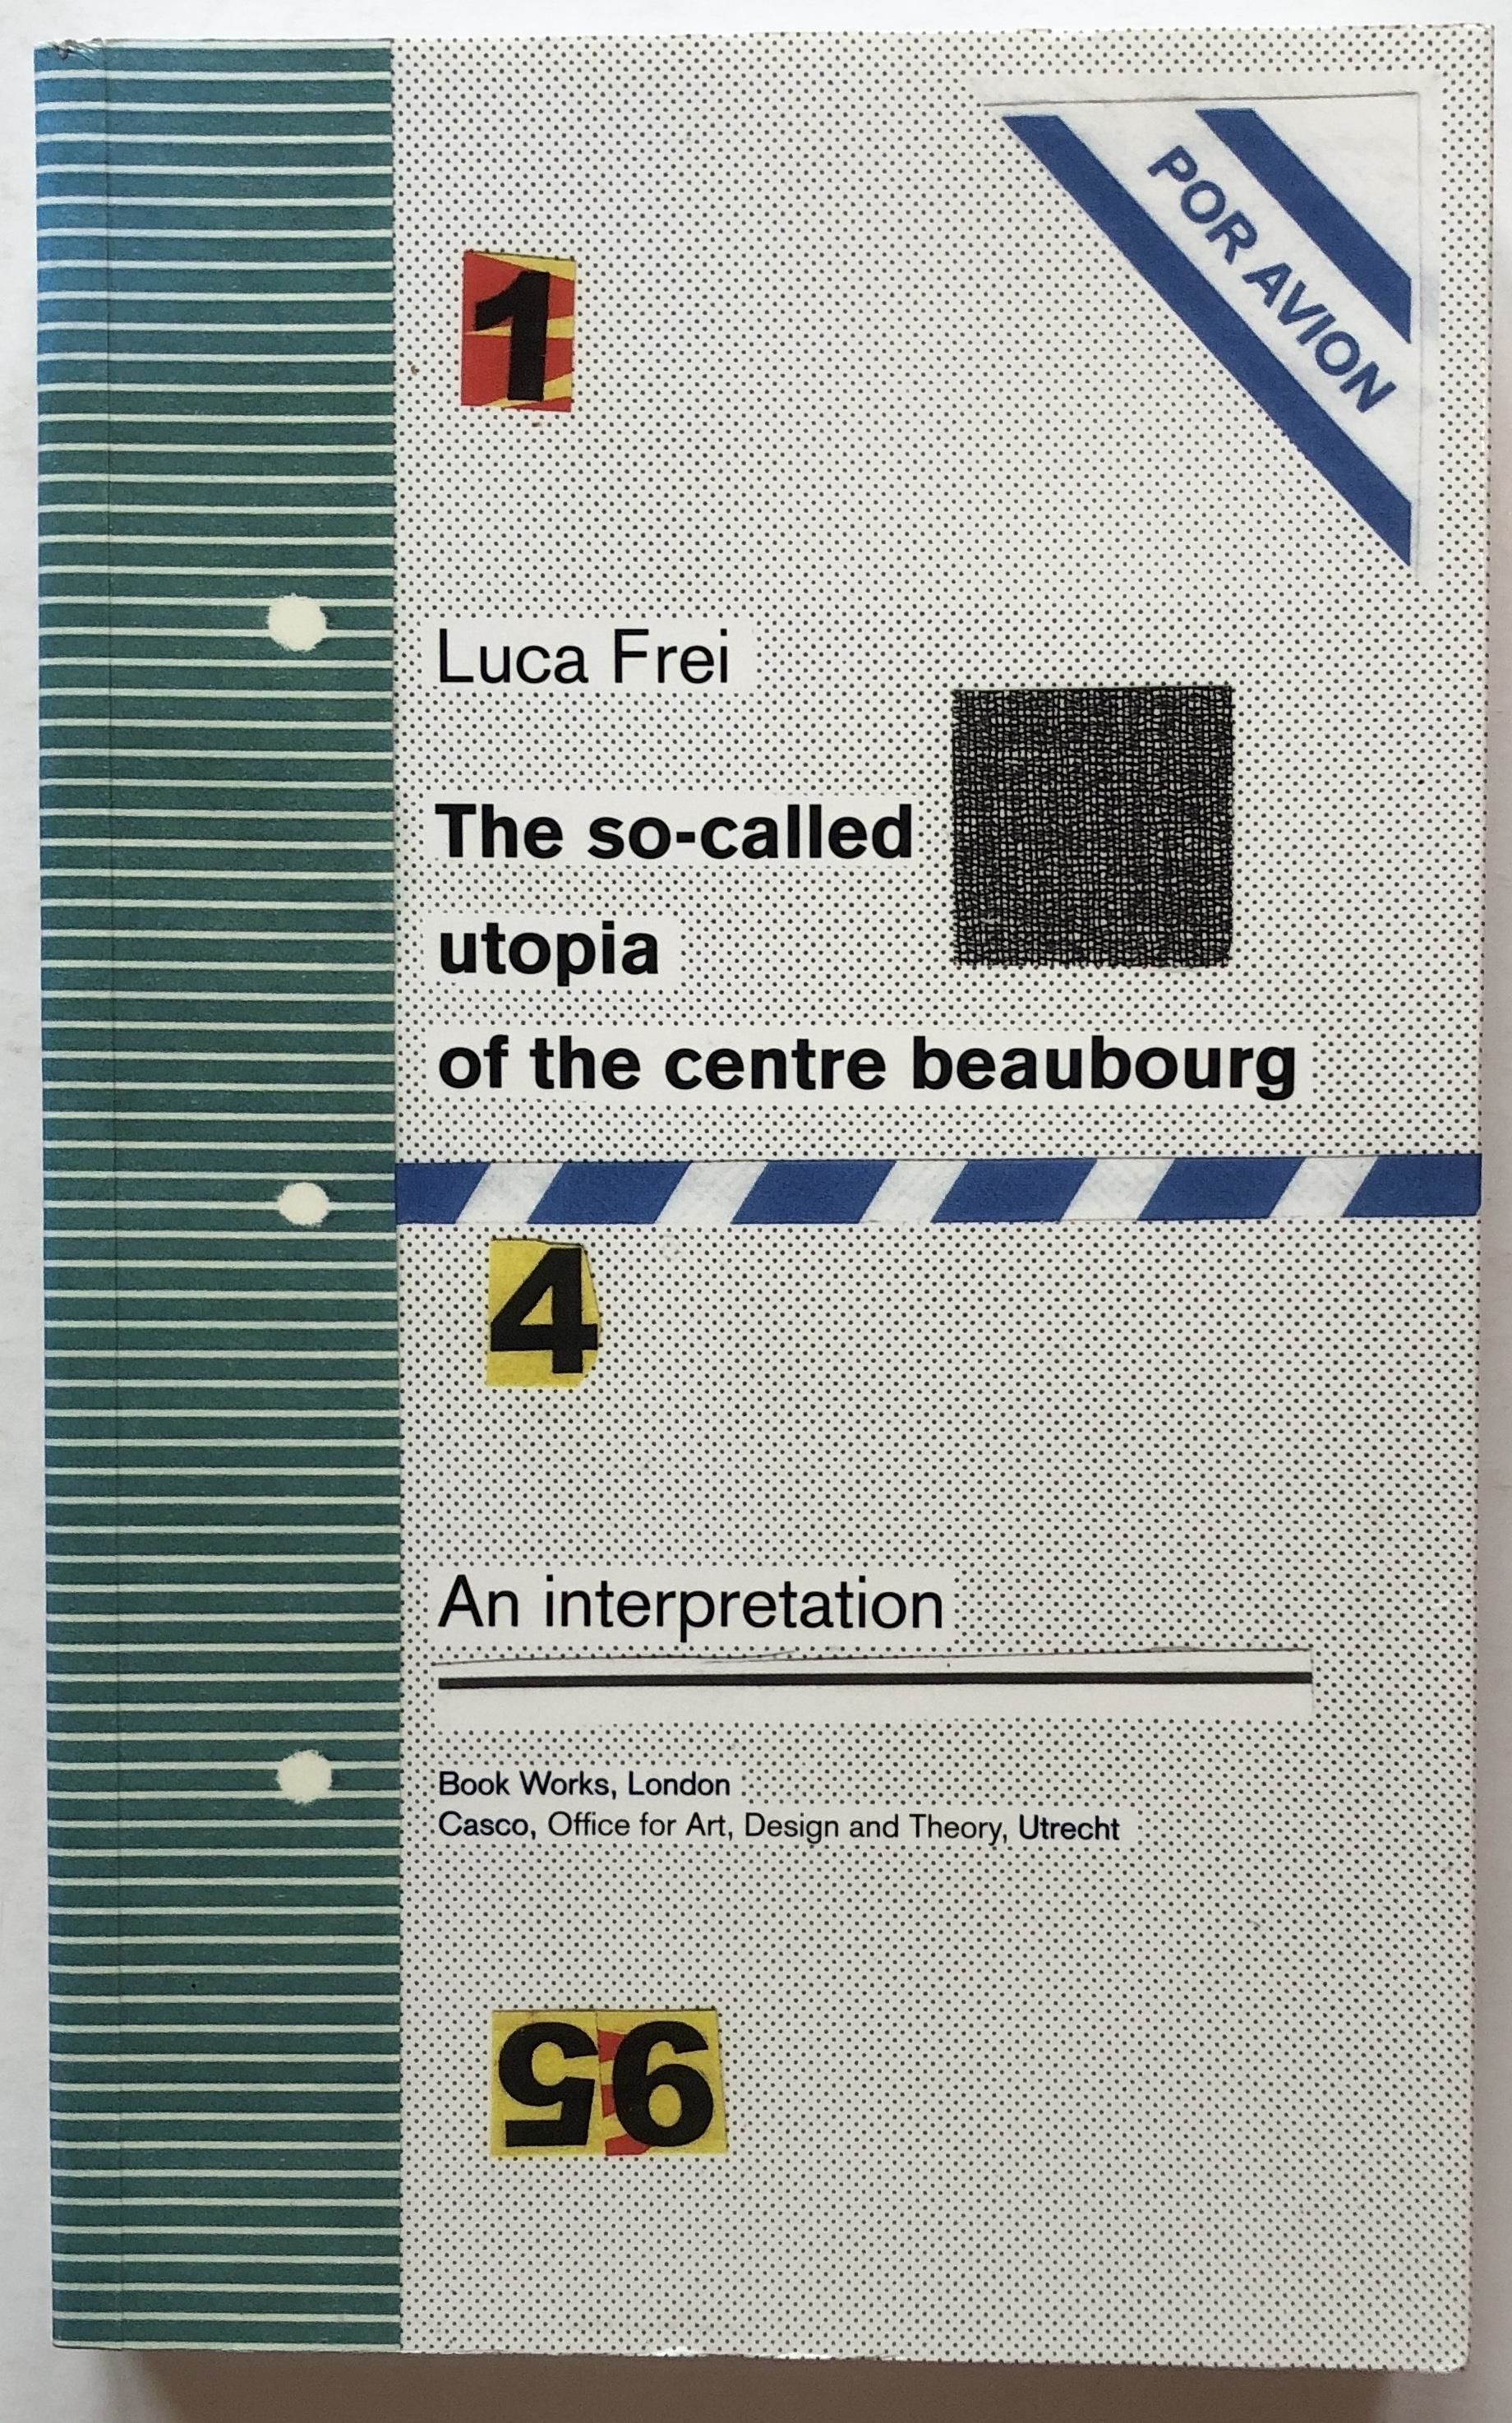 POR AVION
1
Luca Frei
The so-called
utopia
of the centre beaubourg
4
An interpretation
Book Works, London
Casco, Office for Art, Design and Theory, Utrecht
95